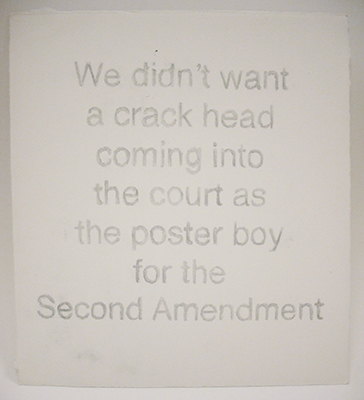 We didn't want
a crack head
coming into
the court as
the poster boy
for the
Second Amendment